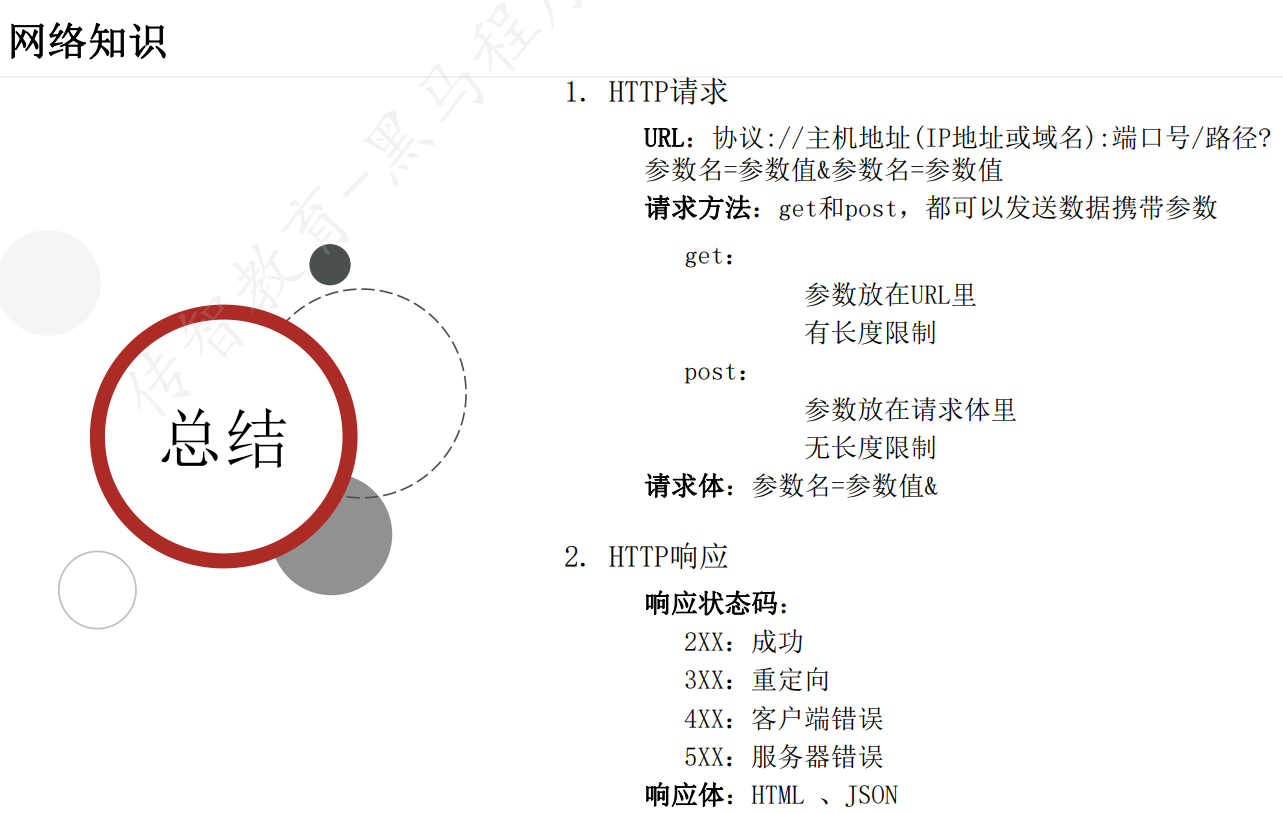 网络知识
传智教育-黑马程序
总结
1. HTTP请求
URL：协议://主机地址(IP地址或域名):端口号/路径?
参数名=参数值&参数名=参数值
请求方法：get和post，都可以发送数据携带参数
get：
参数放在URL里
有长度限制
post：
参数放在请求体里
无长度限制
请求体：参数名=参数值&
2. HTTP响应
响应状态码：
2XX：成功
3XX：重定向
4XX：客户端错误
5XX：服务器错误
响应体：HTML 、JSON